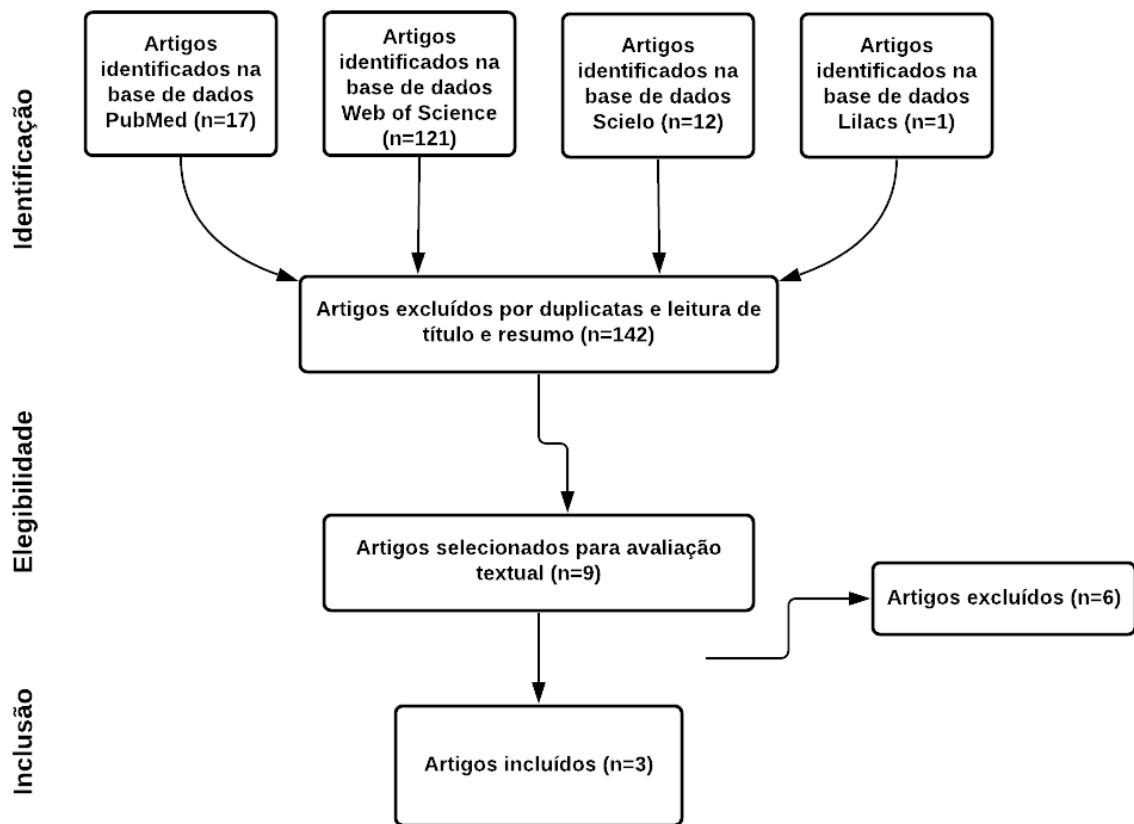 Identificação
Artigos
identificados na
base de dados
PubMed (n=17)
Artigos
identificados na
base de dados
Web of Science
(n=121)
Artigos
identificados na
base de dados
Scielo (n=12)
Artigos
identificados na
base de dados
Lilacs (n=1)
Artigos excluídos por duplicatas e leitura de
título e resumo (n=142)
Elegibilidade
Artigos selecionados para avaliação
textual (n=9)
Artigos excluídos (n=6)
Inclusão
Artigos incluídos (n=3)